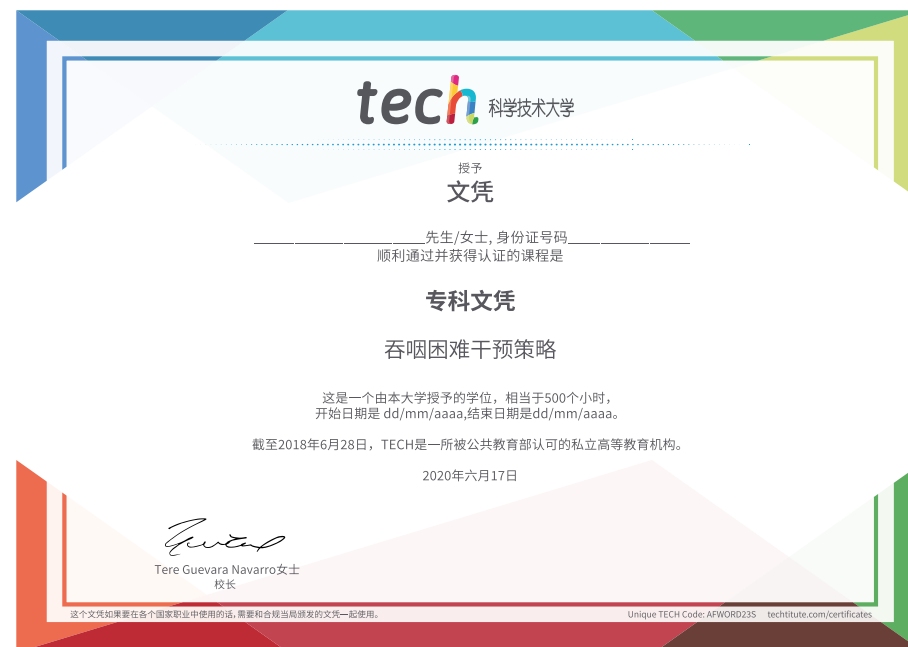 tech 科学技术大学
授予
文凭
先生/女士, 身份证号码
顺利通过并获得认证的课程是
专科文凭
吞咽困难干预策略
这是一个由本大学授予的学位，相当于500个小时，
开始日期是 dd/mm/aaaa,结束日期是dd/mm/aaaa。
截至2018年6月28日，TECH是一所被公共教育部认可的私立高等教育机构。
2020年六月17日
Tere Guevara Navarro女士
校长
这个文凭如果要在各个国家职业中使用的话,需要和合规当局颁发的文凭一起使用。
Unique TECH Code: AFWORD23S techtitute.com/certificates